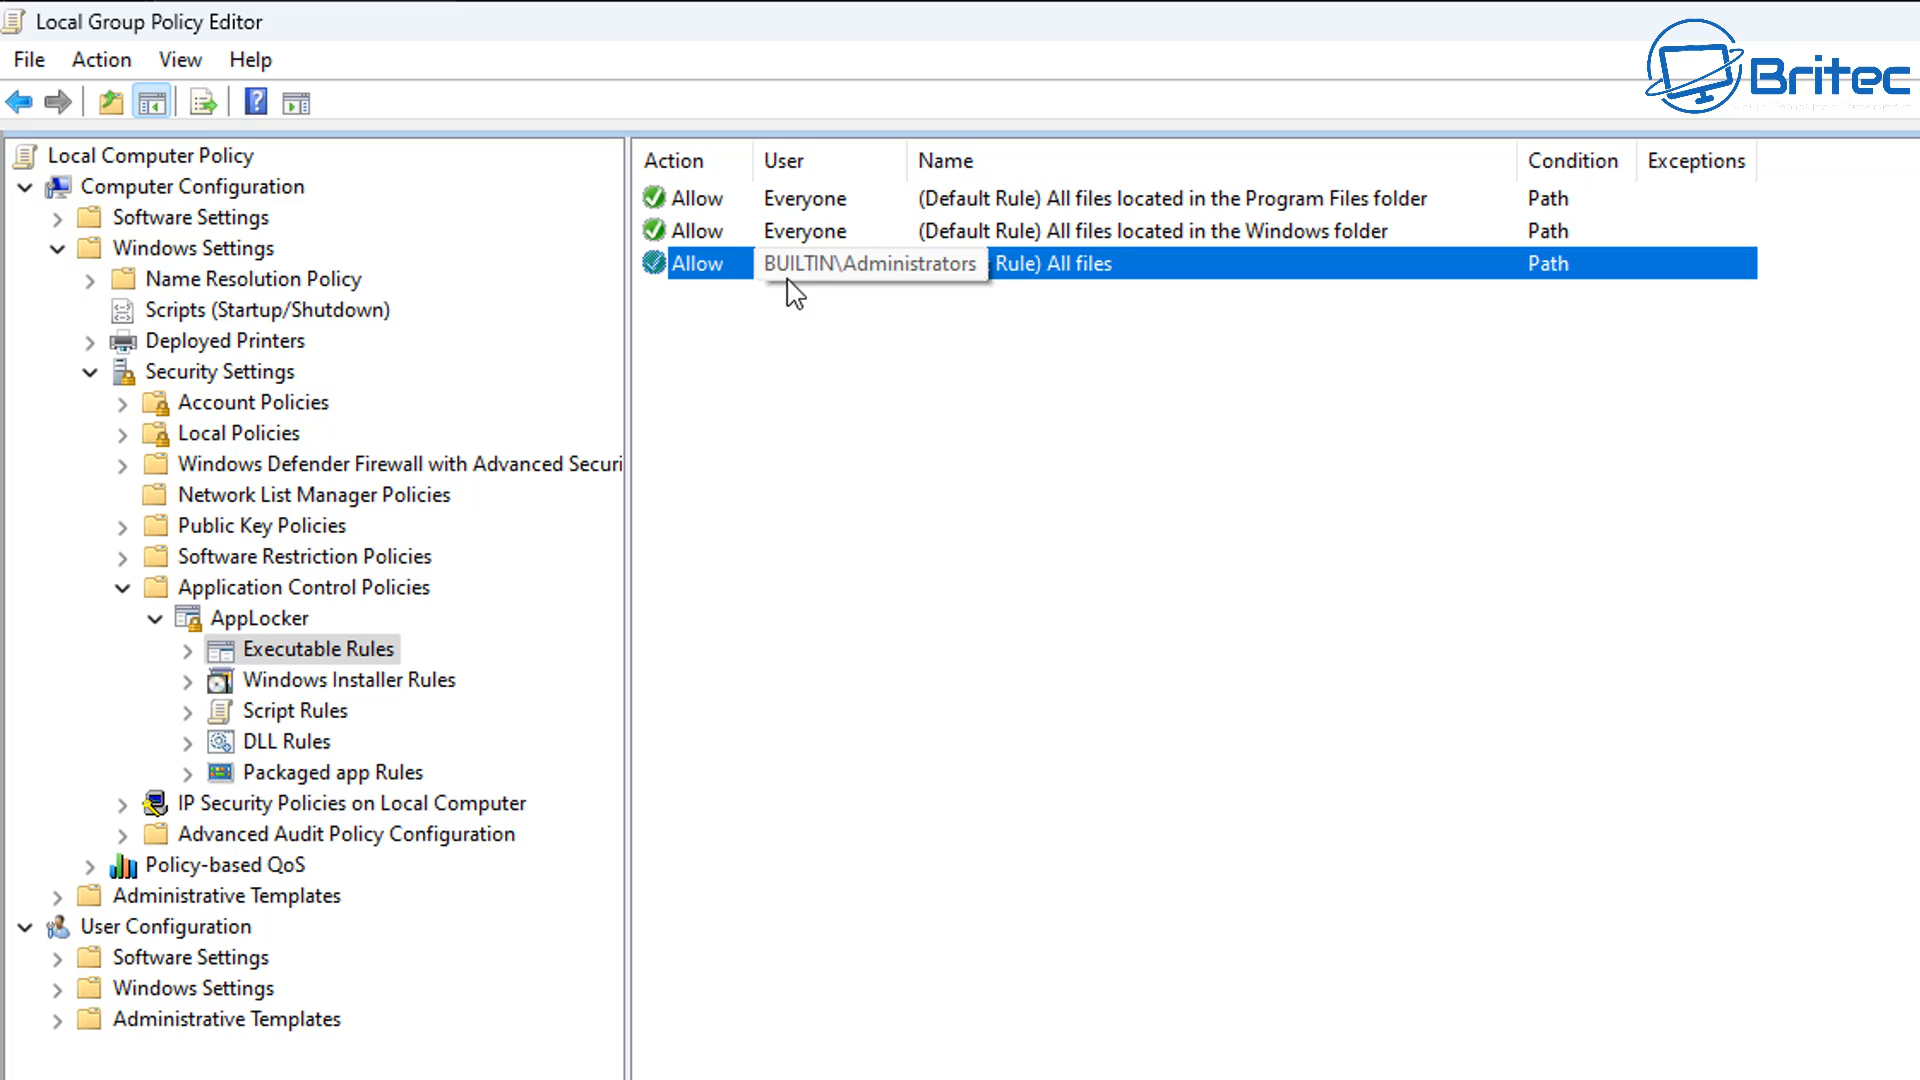 Local Group Policy Editor
File Action View Help
Britec
Local Computer Policy
Computer Configuration
Software Settings
Windows Settings
Name Resolution Policy
Scripts (Startup/Shutdown)
Deployed Printers
Security Settings
Account Policies
Local Policies
Windows Defender Firewall with Advanced Securi
Network List Manager Policies
Public Key Policies
Software Restriction Policies
Application Control Policies
AppLocker
Executable Rules
Windows Installer Rules
Script Rules
DLL Rules
Packaged app Rules
IP Security Policies on Local Computer
Advanced Audit Policy Configuration
Policy-based QoS
Administrative Templates
User Configuration
Software Settings
Windows Settings
Administrative Templates
Action User Name Condition Exceptions
Allow Everyone (Default Rule) All files located in the Program Files folder Path
Allow Everyone (Default Rule) All files located in the Windows folder Path
Allow BUILTIN\Administrators Rule) All files Path